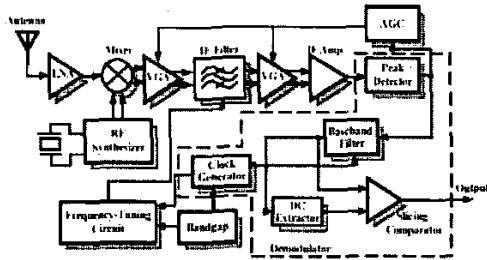 Antenna
AGC
Mixer
IF Filter
IF Amp
LNA
VGA
VGA
Peak
Detector
RF
Synthesizer
Baseband
Filter
Clock
Generator
Output
DC
Extractor
Frequency-Tuning
Circuit
Bandgap
Slicing
Comparator
Demodulator